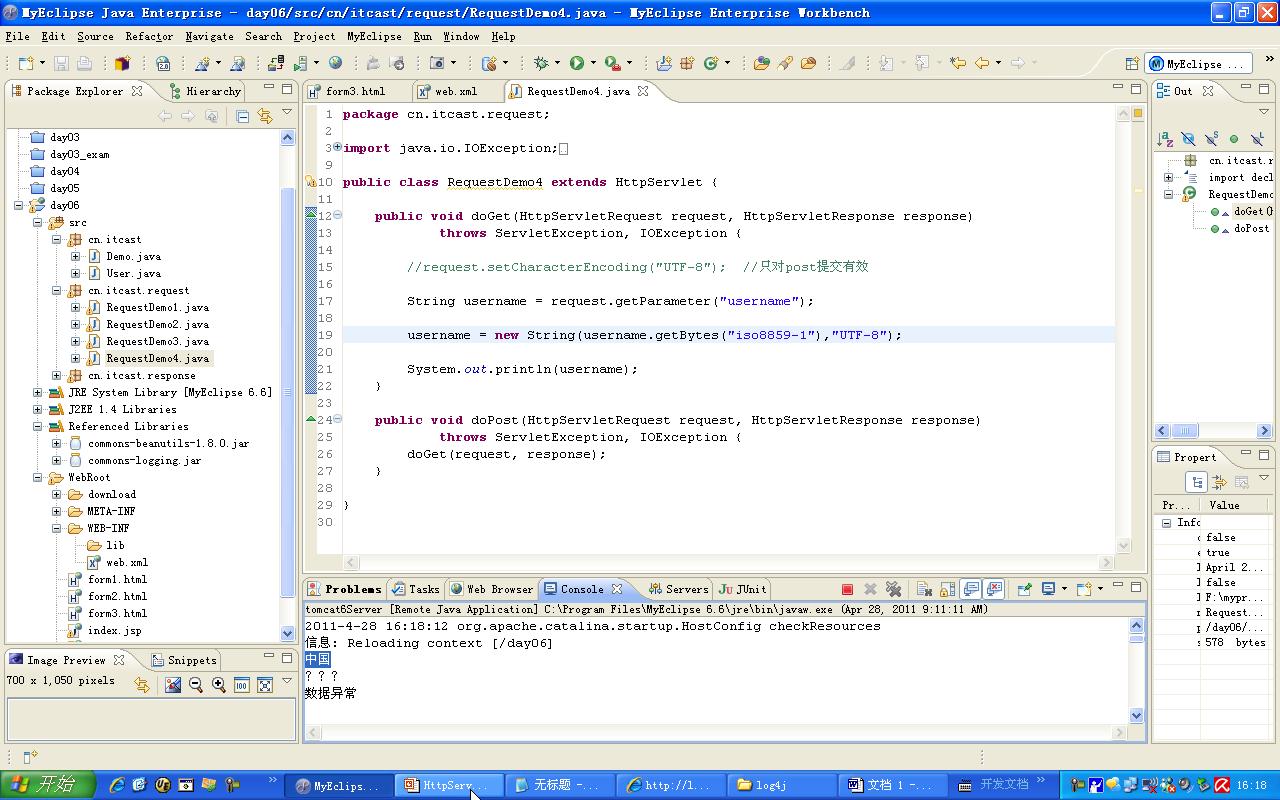 MyEclipse Java Enterprise - day06/src/cn/itcast/request/RequestDemo4.java - MyEclipse Enterprise Workbench
File Edit Source Refactor Navigate Search Project MyEclipse Run Window Help
MyEclipse ...
Package Explorer Hierarchy
day03
day03_exam
day04
day05
day06
src
cn.itcast
Demo.java
User.java
cn.itcast.request
RequestDemo1.java
RequestDemo2.java
RequestDemo3.java
RequestDemo4.java
cn.itcast.response
JRE System Library [MyEclipse 6.6]
J2EE 1.4 Libraries
Referenced Libraries
commons-beanutils-1.8.0.jar
commons-logging.jar
WebRoot
download
META-INF
WEB-INF
lib
web.xml
form1.html
form2.html
form3.html
index.jsp
Image Preview Snippets
700 x 1,050 pixels
form3.html web.xml RequestDemo4.java
1 package cn.itcast.request;
2
3 import java.io.IOException;
9
10 public class RequestDemo4 extends HttpServlet {
11
12 public void doGet(HttpServletRequest request, HttpServletResponse response)
13 throws ServletException, IOException {
14
15 //request.setCharacterEncoding("UTF-8"); //只对post提交有效
16
17 String username = request.getParameter("username");
18
19 username = new String(username.getBytes("iso8859-1"),"UTF-8");
20
21 System.out.println(username);
22 }
23
24 public void doPost(HttpServletRequest request, HttpServletResponse response)
25 throws ServletException, IOException {
26 doGet(request, response);
27 }
28
29 }
30
Problems Tasks Web Browser Console Servers JUnit
tomcat6Server [Remote Java Application] C:\Program Files\MyEclipse 6.6\jre\bin\javaw.exe (Apr 28, 2011 9:11:11 AM)
2011-4-28 16:18:12 org.apache.catalina.startup.HostConfig checkResources
信息: Reloading context [/day06]
中国
???
数据异常
Out
cn.itcast.r
import decl
RequestDemo
doGet(H
doPost
Propert
Pr... Value
Info
false
true
April 2...
false
F:\mypr...
Request...
/day06/...
578 bytes
开始 MyEclips... HttpServ... 无标题 -... http://l... log4j 文档 1 -... 开发文档 16:18